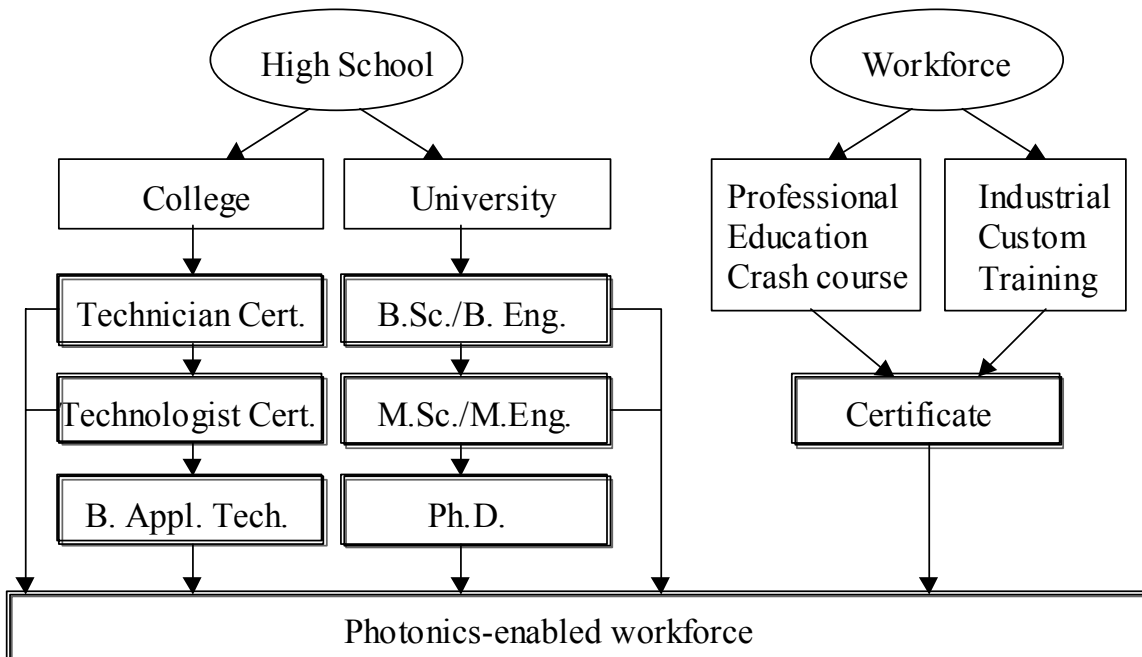 High School
Workforce
College
University
Professional
Education
Crash course
Industrial
Custom
Training
Technician Cert.
B.Sc./B. Eng.
Technologist Cert.
M.Sc./M.Eng.
Certificate
B. Appl. Tech.
Ph.D.
Photonics-enabled workforce